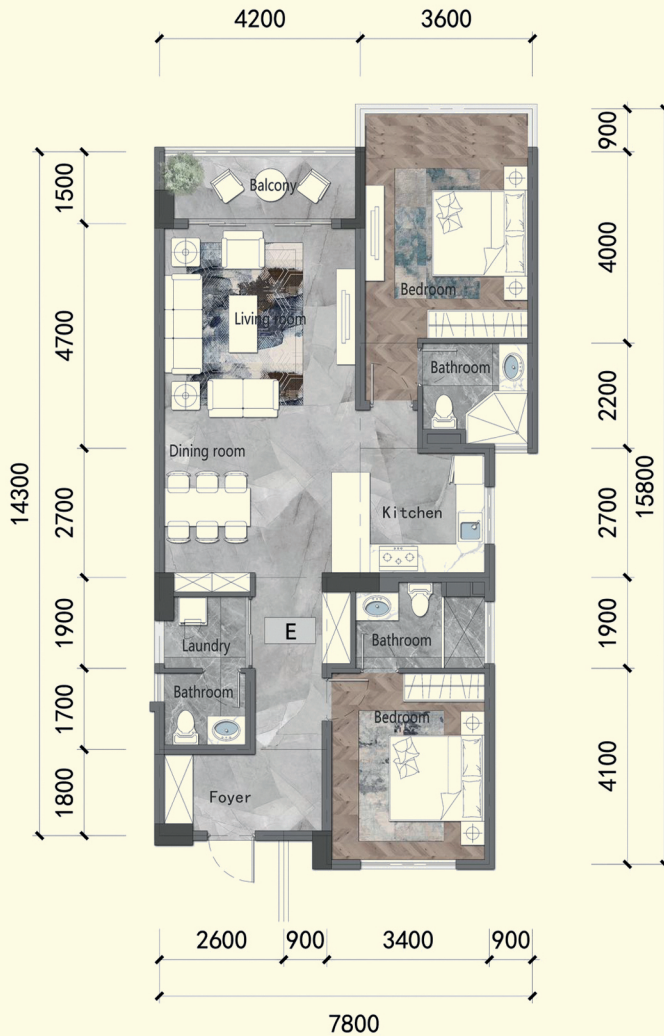 4200
3600
900
1500
Balcony
4000
Bedroom
4700
Living room
Bathroom
2200
Dining room
14300
15800
2700
Kitchen
2700
1900
E
1900
Laundry
Bathroom
Bathroom
1700
Bedroom
4100
1800
Foyer
2600
900
3400
900
7800